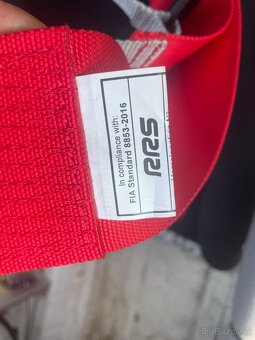 In compliance with:
FIA Standard 8853-2016
RRS